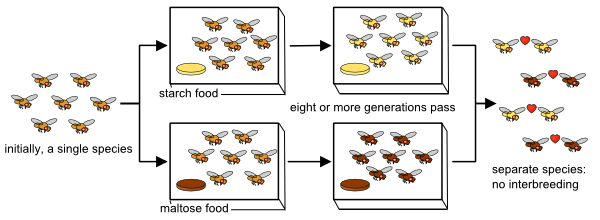 starch food
eight or more generations pass
initially, a single species
maltose food
separate species:
no interbreeding